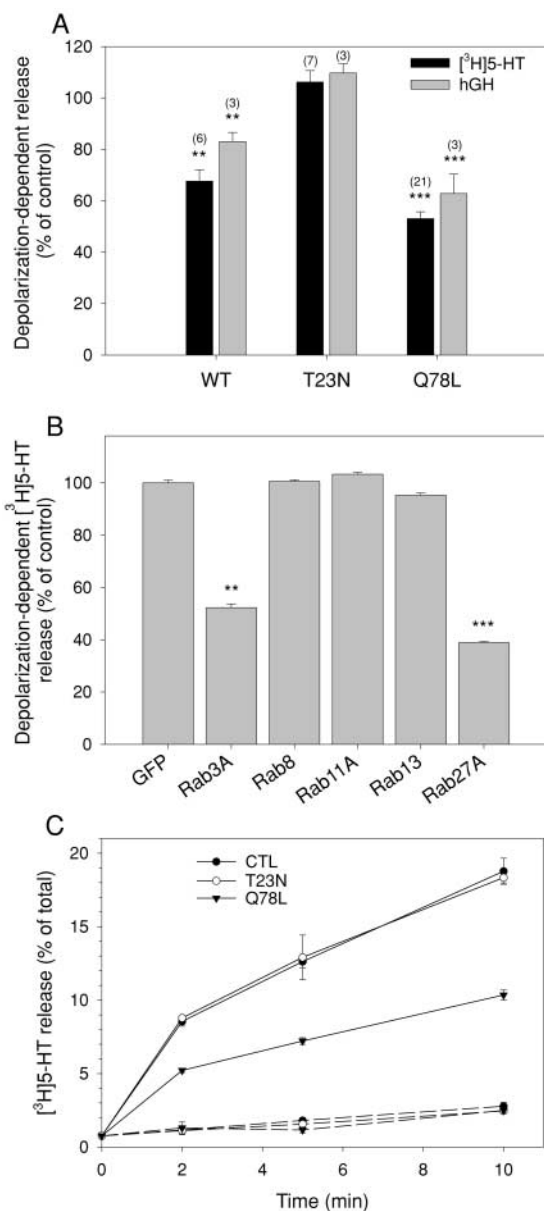 A
Depolarization-dependent release
(% of control)
120
100
80
60
40
20
0
[³H]5-HT
hGH
(6)
**
(3)
**
(7)
(3)
(21)
***
(3)
***
WT
T23N
Q78L
B
Depolarization-dependent [³H]5-HT
release (% of control)
100
80
60
40
20
0
**
***
GFP
Rab3A
Rab8
Rab11A
Rab13
Rab27A
C
[³H]5-HT release (% of total)
20
15
10
5
0
CTL
T23N
Q78L
0
2
4
6
8
10
Time (min)